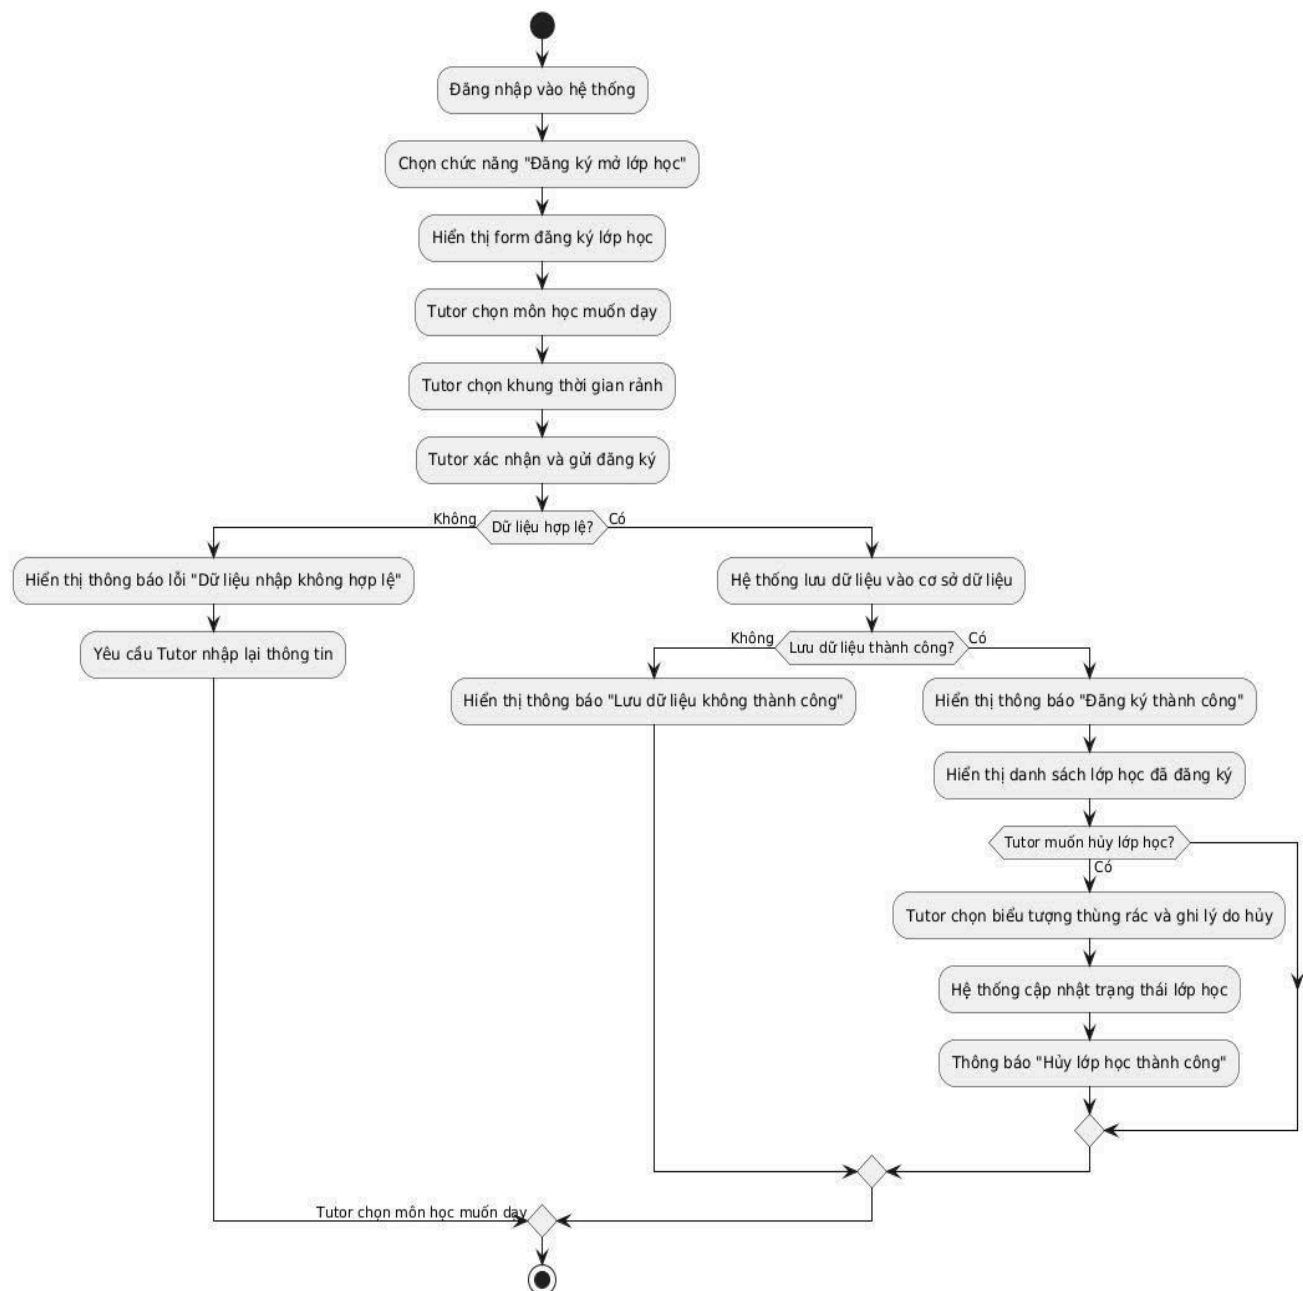 Đăng nhập vào hệ thống
Chọn chức năng "Đăng ký mở lớp học"
Hiển thị form đăng ký lớp học
Tutor chọn môn học muốn dạy
Tutor chọn khung thời gian rảnh
Tutor xác nhận và gửi đăng ký
Không
Dữ liệu hợp lệ?
Có
Hiển thị thông báo lỗi "Dữ liệu nhập không hợp lệ"
Yêu cầu Tutor nhập lại thông tin
Hệ thống lưu dữ liệu vào cơ sở dữ liệu
Không
Lưu dữ liệu thành công?
Có
Hiển thị thông báo "Lưu dữ liệu không thành công"
Hiển thị thông báo "Đăng ký thành công"
Hiển thị danh sách lớp học đã đăng ký
Tutor muốn hủy lớp học?
Có
Tutor chọn biểu tượng thùng rác và ghi lý do hủy
Hệ thống cập nhật trạng thái lớp học
Thông báo "Hủy lớp học thành công"
Tutor chọn môn học muốn dạy